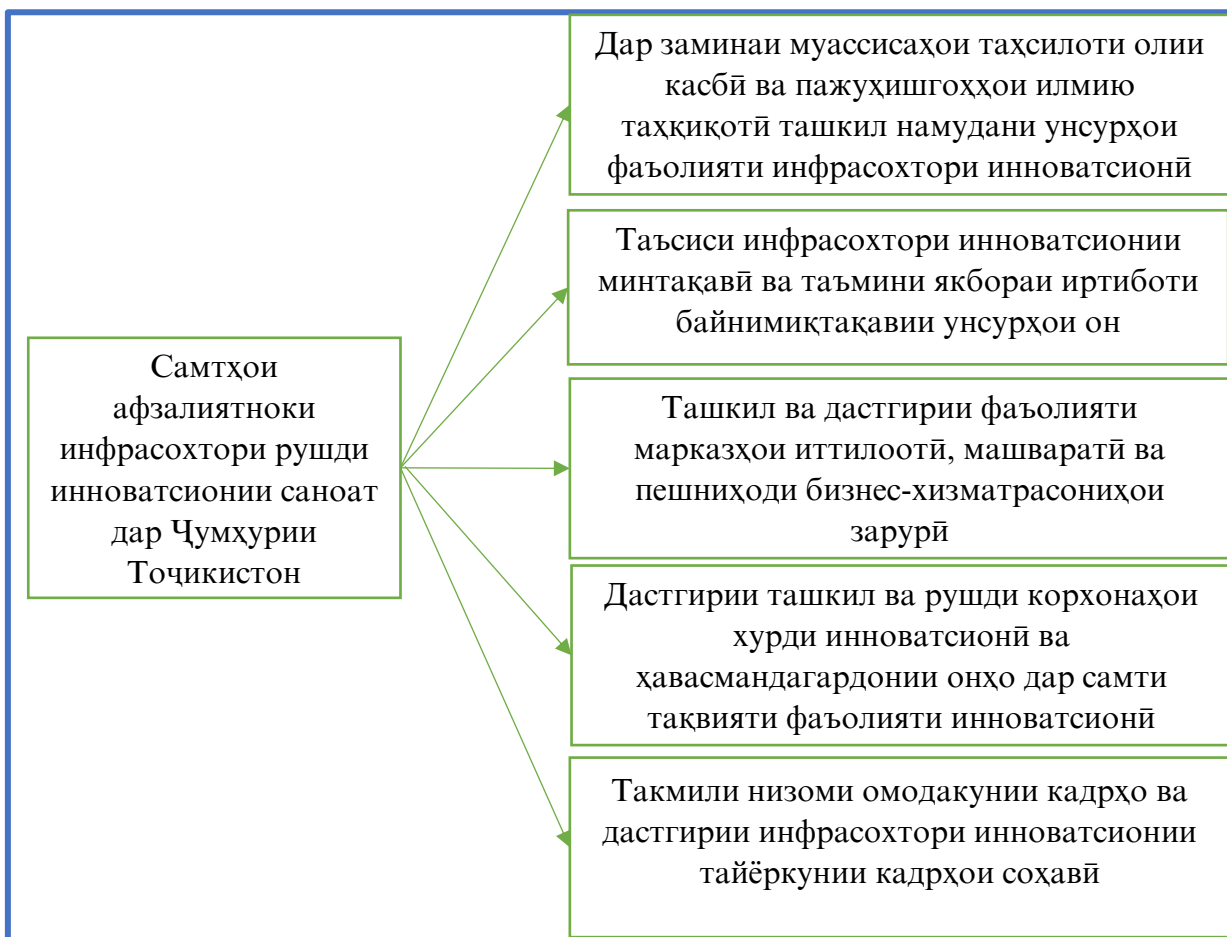 Дар заминаи муассисаҳои таҳсилоти олии
касбӣ ва пажуҳишгоҳҳои илмию
таҳқиқотӣ ташкил намудани унсурҳои
фаъолияти инфрасохтори инноватсионӣ
Таъсиси инфрасохтори инноватсионии
минтақавӣ ва таъмини якбораи иртиботи
байнимиқтақавии унсурҳои он
Самтҳои
афзалиятноки
инфрасохтори рушди
инноватсионии саноат
дар Ҷумҳурии
Тоҷикистон
Ташкил ва дастгирии фаъолияти
марказҳои иттилоотӣ, машваратӣ ва
пешниҳоди бизнес-хизматрасониҳои
зарурӣ
Дастгирии ташкил ва рушди корхонаҳои
хурди инноватсионӣ ва
ҳавасмандагардонии онҳо дар самти
тақвияти фаъолияти инноватсионӣ
Такмили низоми омодакунии кадрҳо ва
дастгирии инфрасохтори инноватсионии
тайёркунии кадрҳои соҳавӣ